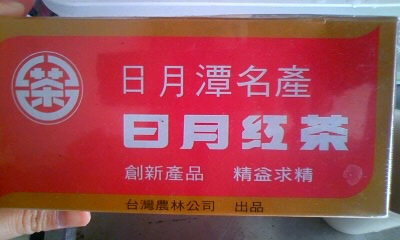 茶
日月潭名產
日月红茶
創新產品 精益求精
台灣農林公司 出品